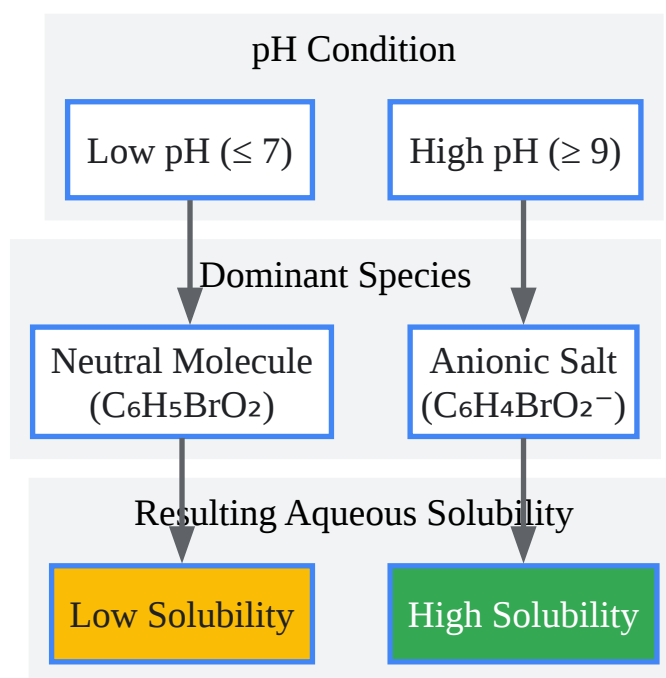 pH Condition
Low pH (≤ 7)
High pH (≥ 9)
Dominant Species
Neutral Molecule
(C₆H₅BrO₂)
Anionic Salt
(C₆H₄BrO₂⁻)
Resulting Aqueous Solubility
Low Solubility
High Solubility